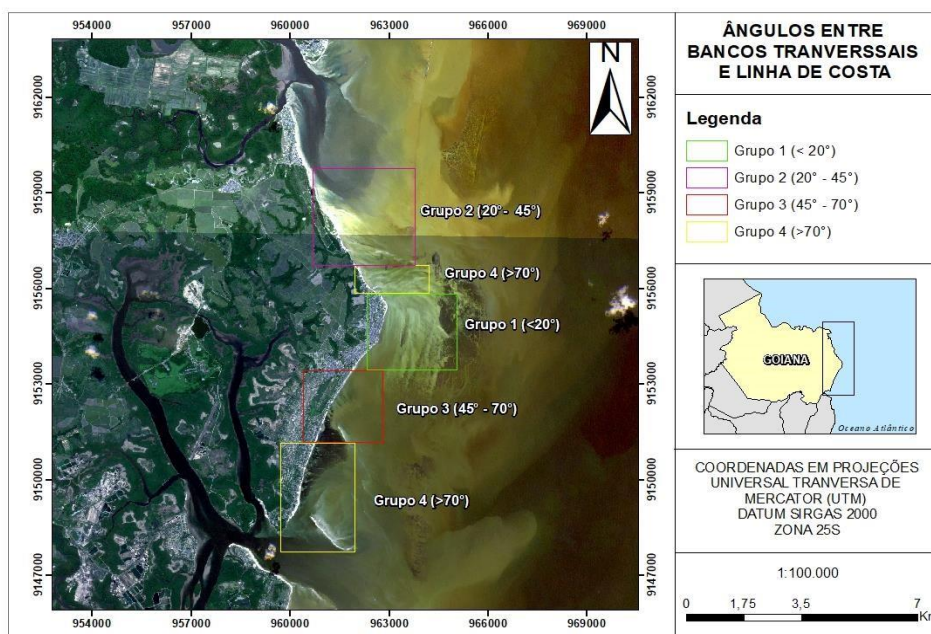 954000 957000 960000 963000 966000 969000
9162000
9159000
9156000
9153000
9150000
9147000
N
Grupo 2 (20°- 45°)
Grupo 4 (>70°)
Grupo 1 (<20°)
Grupo 3 (45° - 70°)
Grupo 4 (>70°)
9162000
9159000
9156000
9153000
9150000
9147000
954000 957000 960000 963000 966000 969000
ÂNGULOS ENTRE
BANCOS TRANVERSSAIS
E LINHA DE COSTA
Legenda
Grupo 1 (< 20°)
Grupo 2 (20° - 45°)
Grupo 3 (45° - 70°)
Grupo 4 (>70°)
GOIANA
Oceano Atlântico
COORDENADAS EM PROJEÇÕES
UNIVERSAL TRANVERSA DE
MERCATOR (UTM)
DATUM SIRGAS 2000
ZONA 25S
1:100.000
0 1,75 3,5 7
Km